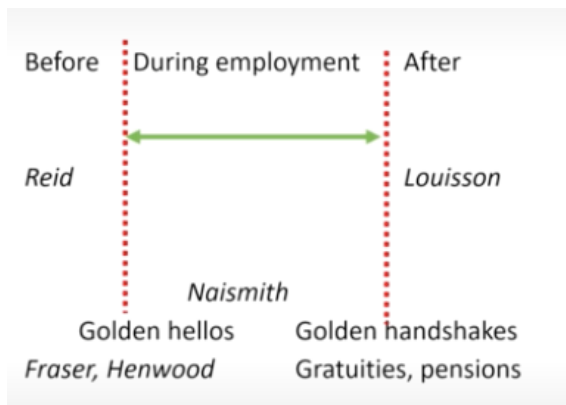 Before During employment After
Reid Louisson
Naismith
Golden hellos Golden handshakes
Fraser, Henwood Gratuities, pensions